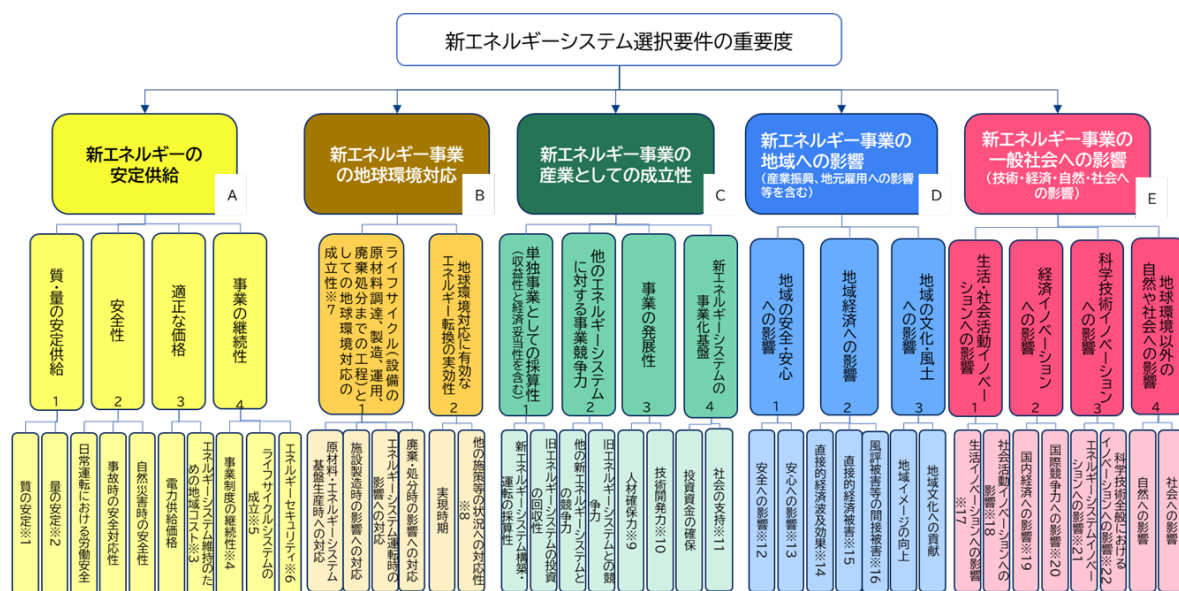 新エネルギーシステム選択要件の重要度
新エネルギーの
安定供給
A
新エネルギー事業
の地球環境対応
B
新エネルギー事業の
産業としての成立性
C
新エネルギー事業の
地域への影響
(産業振興、地元雇用への影響
等を含む)
D
新エネルギー事業の
一般社会への影響
(技術・経済・自然・社会へ
の影響)
E
質・量の安定供給
1
安全性
2
適正な価格
3
事業の継続性
4
ライフサイクル(設備の
原材料調達、製造、運用、
廃棄処分までの工程)と
しての地球環境対応の
成立性※7
1
地球環境対応に有効な
エネルギー転換の実効性
2
単独事業としての採算性
(収益性と経済妥当性を含む)
1
他のエネルギーシステム
に対する事業競争力
2
事業の発展性
3
新エネルギーシステムの
事業化基盤
4
地域の安全・安心
への影響
1
地域経済への影響
2
地域の文化・風土
への影響
3
生活・社会活動イノベー
ションへの影響
1
経済イノベーション
への影響
2
科学技術イノベーション
への影響
3
地球環境以外の
自然や社会への影響
4
質の安定※1
量の安定※2
日常運転における労働安全
事故時の安全対応性
自然災害時の安全性
電力供給価格
エネルギーシステム維持のた
めの地域コスト※3
事業制度の継続性※4
ライフサイクルシステムの
成立※5
エネルギーセキュリティ※6
原材料・エネルギーシステム
基盤生産時への対応
施設製造時の影響への対応
エネルギーシステム運転時の
影響への対応
廃棄・処分時の影響への対応
実現時期
他の施策等の状況への対応性
※8
新エネルギーシステム構築・
運転の採算性
旧エネルギーシステムの投資
の回収性
他の新エネルギーシステムと
の競争力
旧エネルギーシステムとの競
争力
人材確保力※9
技術開発力※10
投資資金の確保
社会の支持※11
安全への影響※12
安心への影響※13
直接的経済波及効果※14
直接的経済被害※15
風評被害等の間接被害※16
地域イメージの向上
地域文化への貢献
生活イノベーションへの影響
※17
社会活動イノベーションへの
影響※18
国内経済への影響※19
国際競争力への影響※20
エネルギーシステムイノベー
ションへの影響※21
科学技術全般における
イノベーションへの影響※22
自然への影響
社会への影響